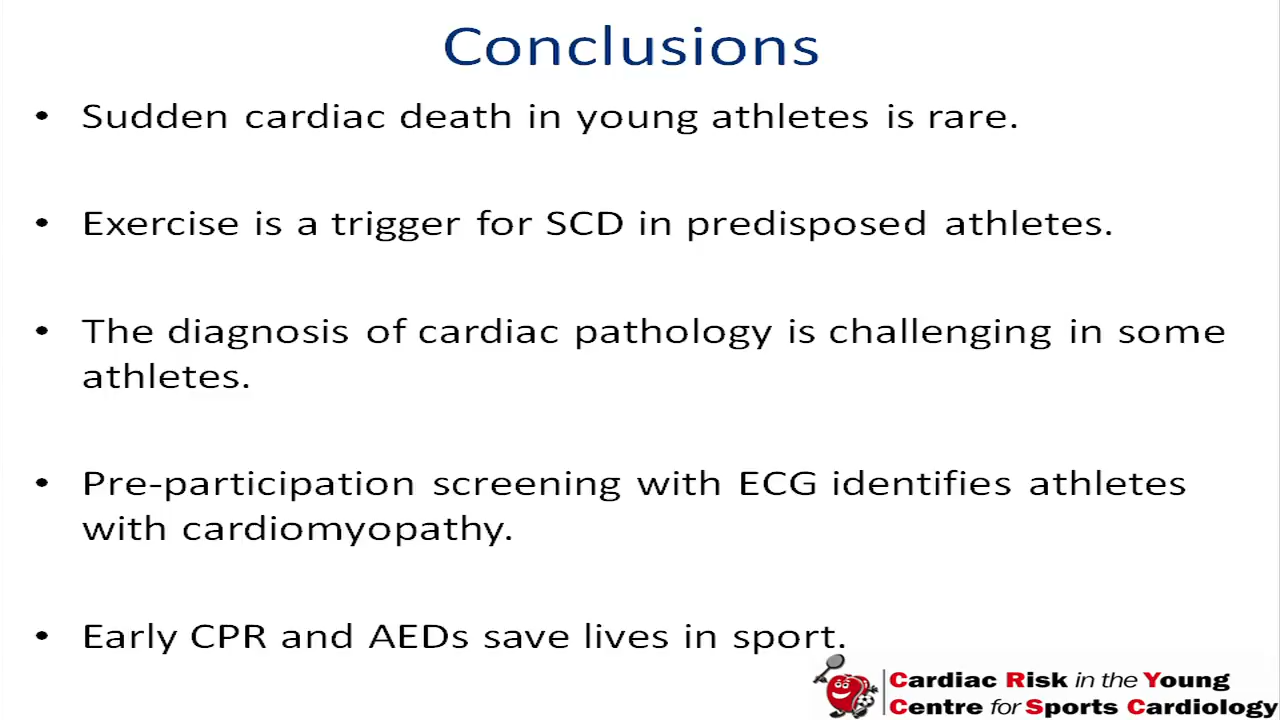 Conclusions
• Sudden cardiac death in young athletes is rare.
• Exercise is a trigger for SCD in predisposed athletes.
• The diagnosis of cardiac pathology is challenging in some
athletes.
• Pre-participation screening with ECG identifies athletes
with cardiomyopathy.
• Early CPR and AEDs save lives in sport.
Cardiac Risk in the Young
Centre for Sports Cardiology